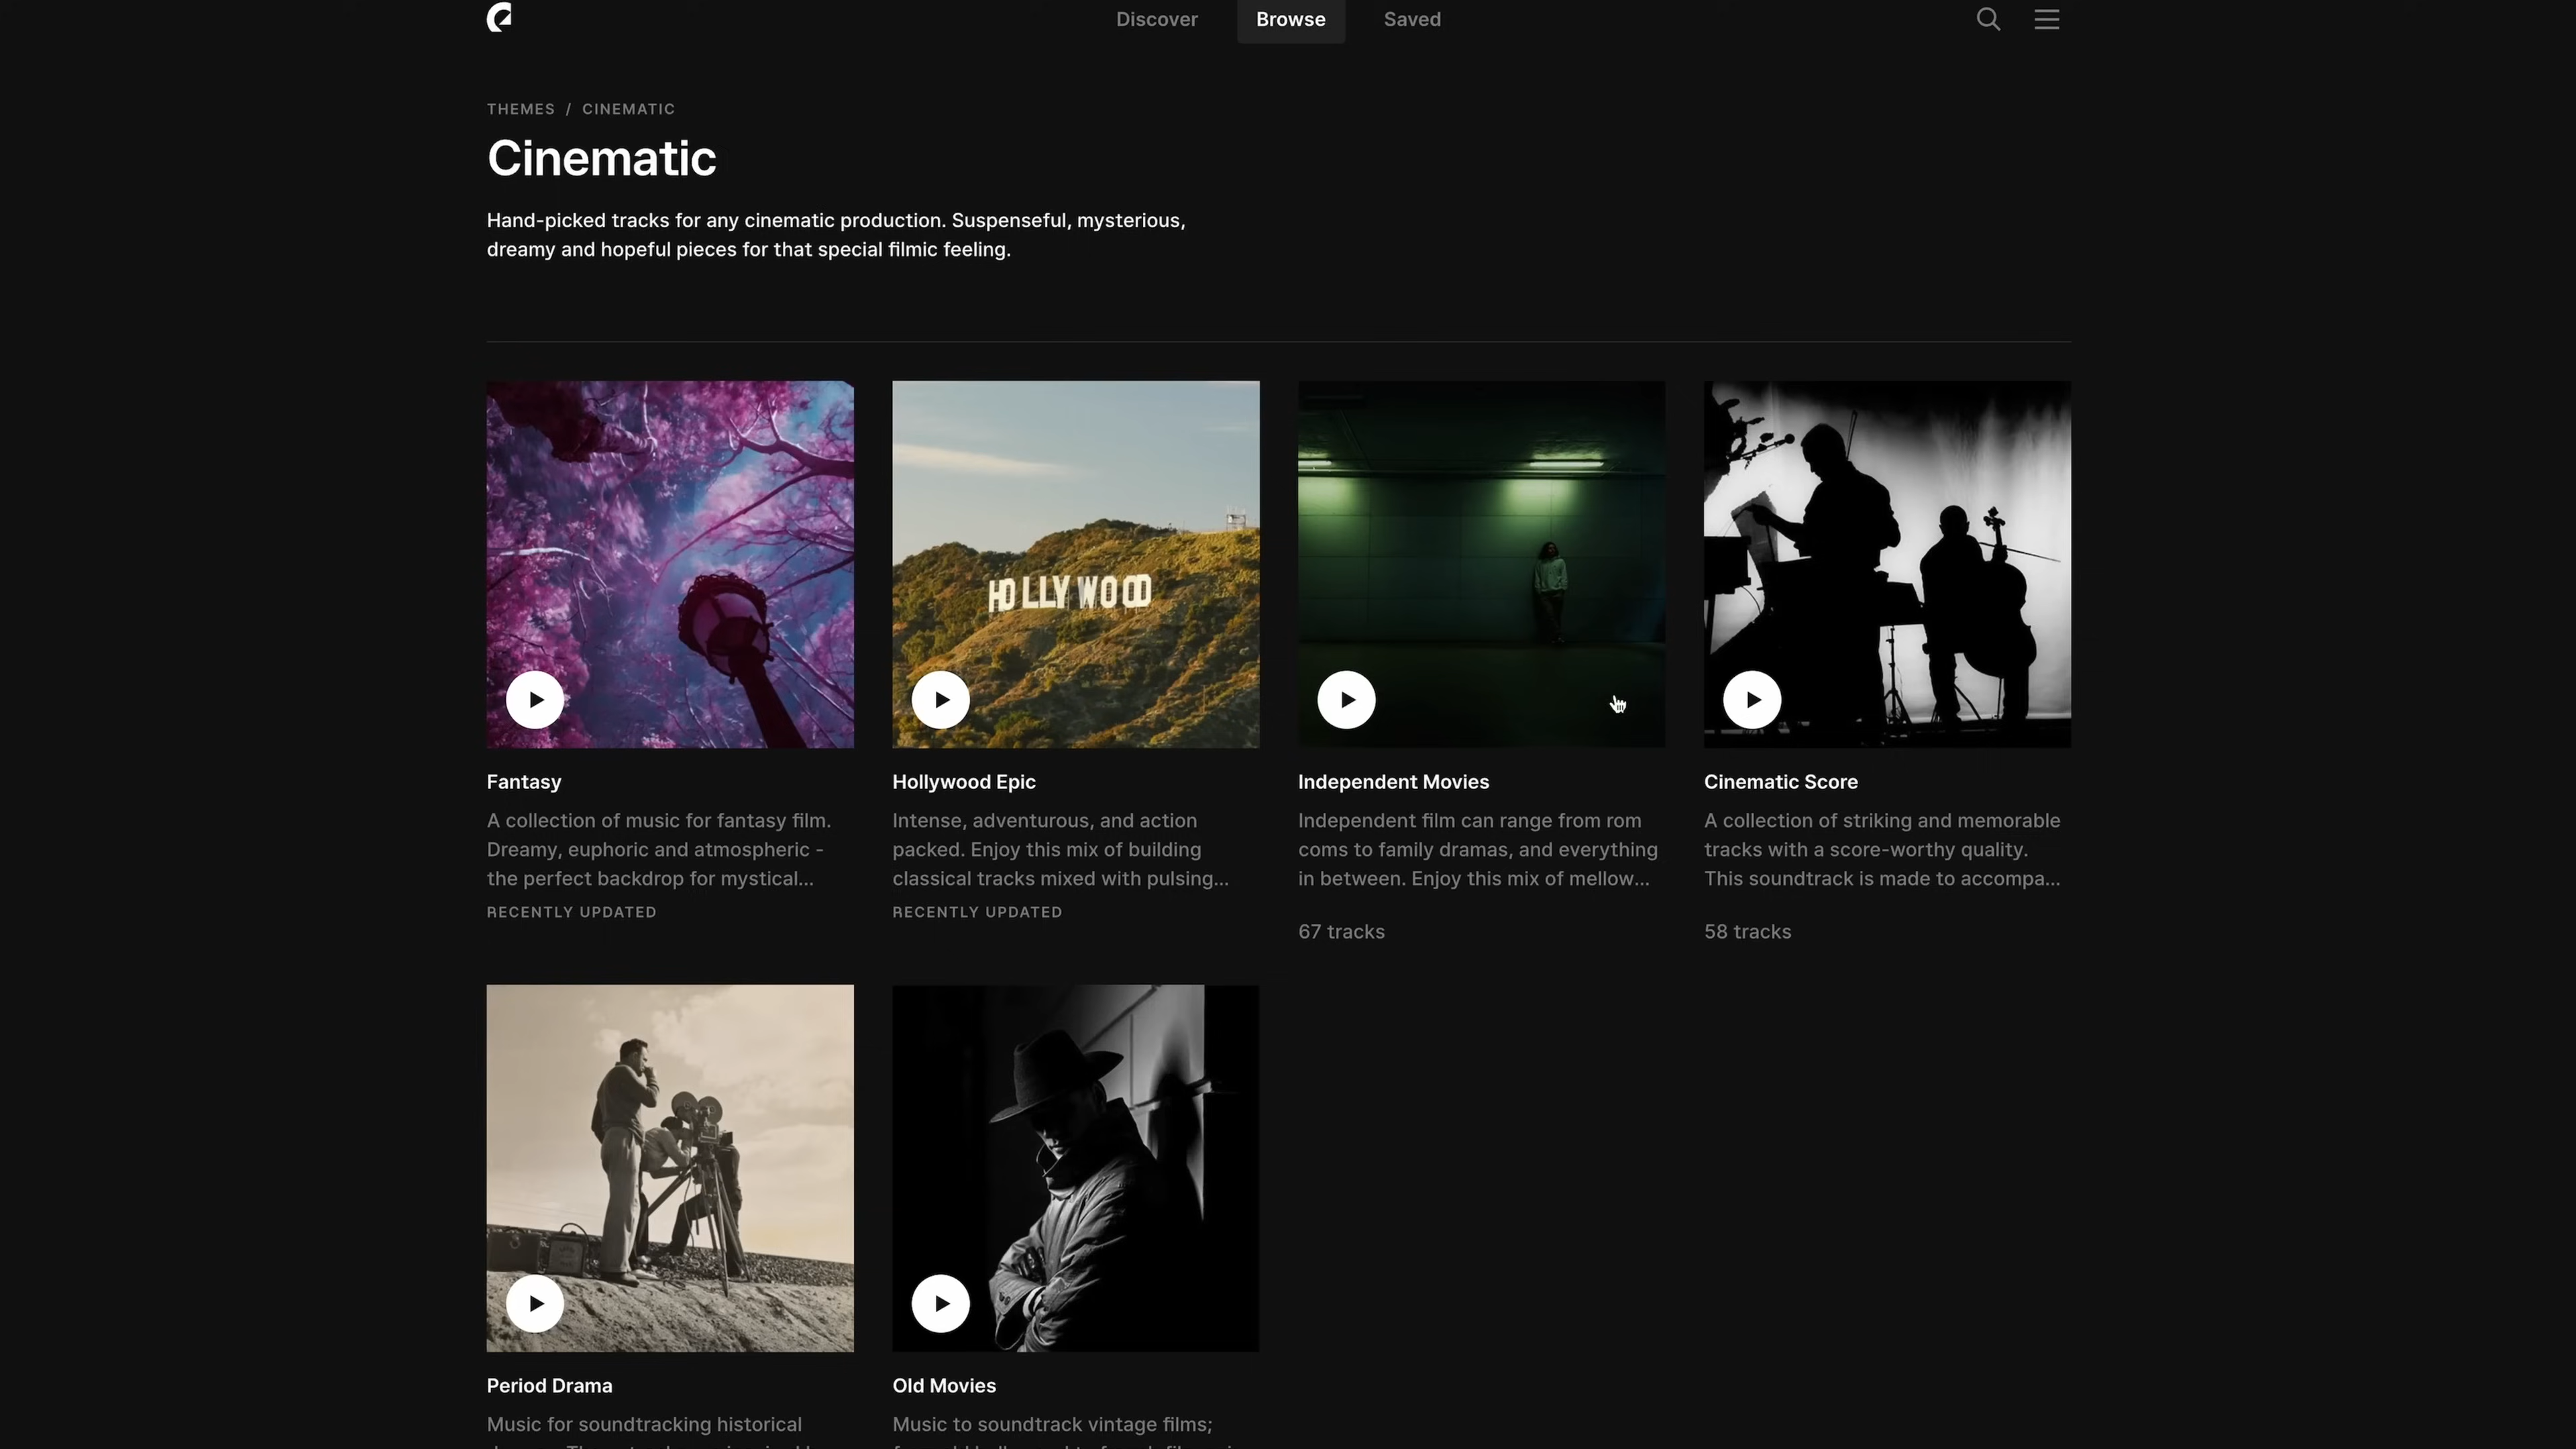 Discover
Browse
Saved
THEMES / CINEMATIC
Cinematic
Hand-picked tracks for any cinematic production. Suspenseful, mysterious,
dreamy and hopeful pieces for that special filmic feeling.
HOLLYWOOD
Fantasy
A collection of music for fantasy film.
Dreamy, euphoric and atmospheric -
the perfect backdrop for mystical...
RECENTLY UPDATED
Hollywood Epic
Intense, adventurous, and action
packed. Enjoy this mix of building
classical tracks mixed with pulsing...
RECENTLY UPDATED
Independent Movies
Independent film can range from rom
coms to family dramas, and everything
in between. Enjoy this mix of mellow...
67 tracks
Cinematic Score
A collection of striking and memorable
tracks with a score-worthy quality.
This soundtrack is made to accompa...
58 tracks
Period Drama
Music for soundtracking historical
Old Movies
Music to soundtrack vintage films;